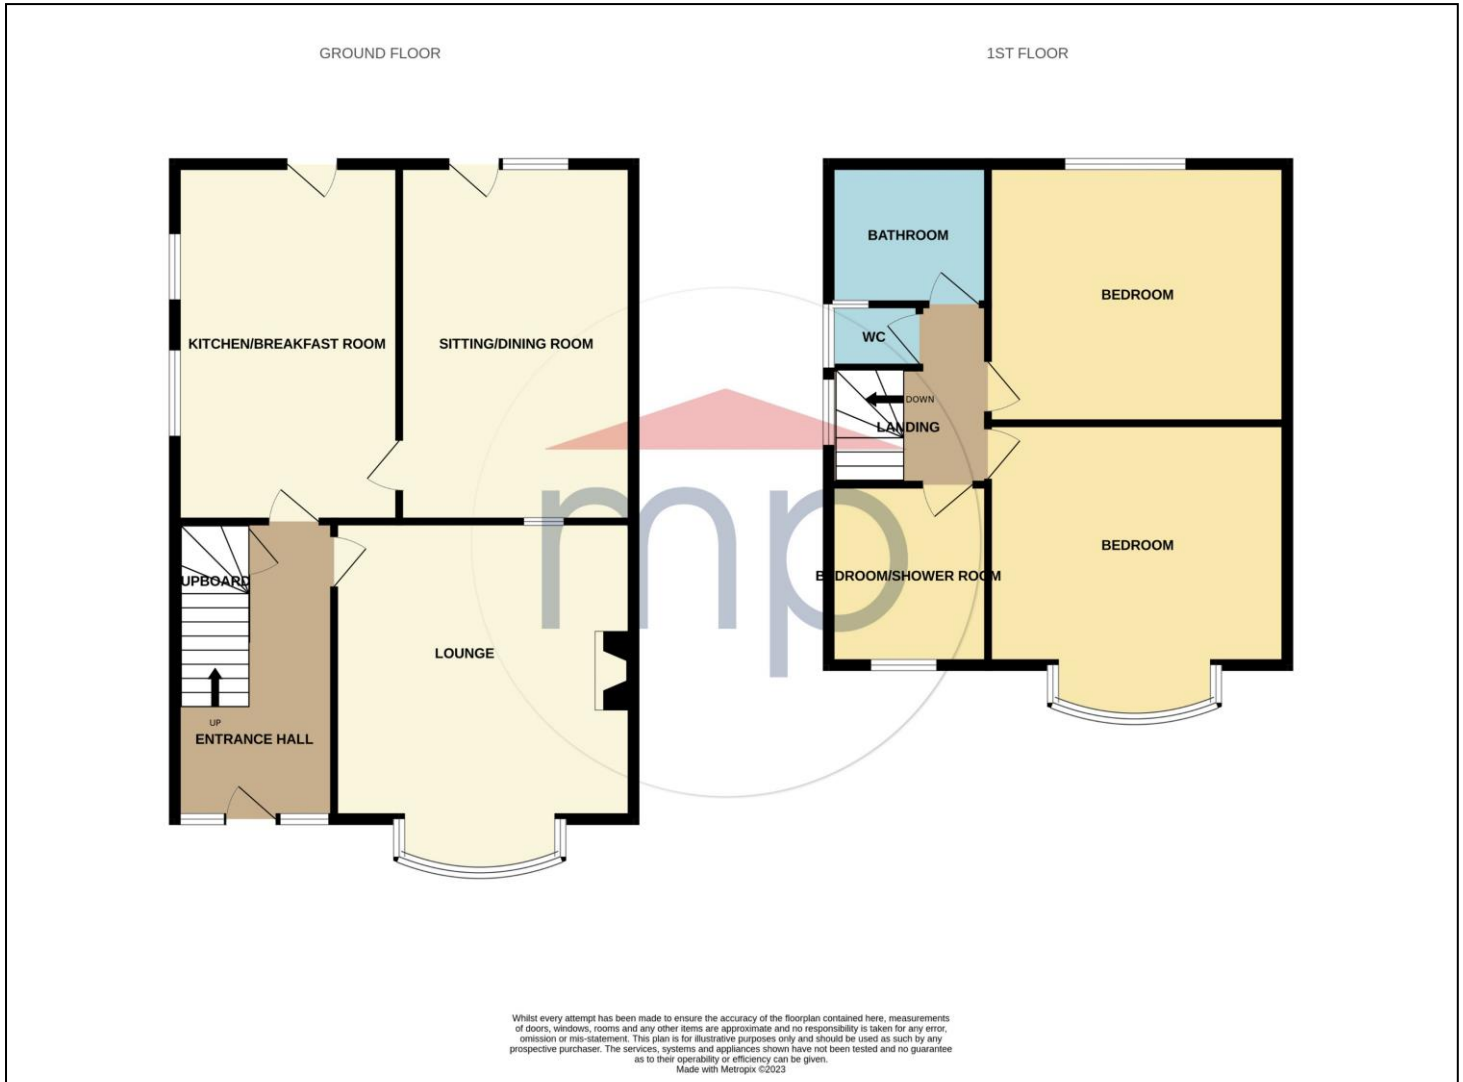 GROUND FLOOR
1ST FLOOR
KITCHEN/BREAKFAST ROOM
SITTING/DINING ROOM
UPBOARD
LOUNGE
UP
ENTRANCE HALL
BATHROOM
BEDROOM
WC
DOWN
LANDING
BEDROOM
BEDROOM/SHOWER ROOM
mp
Whilst every attempt has been made to ensure the accuracy of the floorplan contained here, measurements
of doors, windows, rooms and any other items are approximate and no responsibility is taken for any error,
omission or mis-statement. This plan is for illustrative purposes only and should be used as such by any
prospective purchaser. The services, systems and appliances shown have not been tested and no guarantee
as to their operability or efficiency can be given.
Made with Metropix ©2023